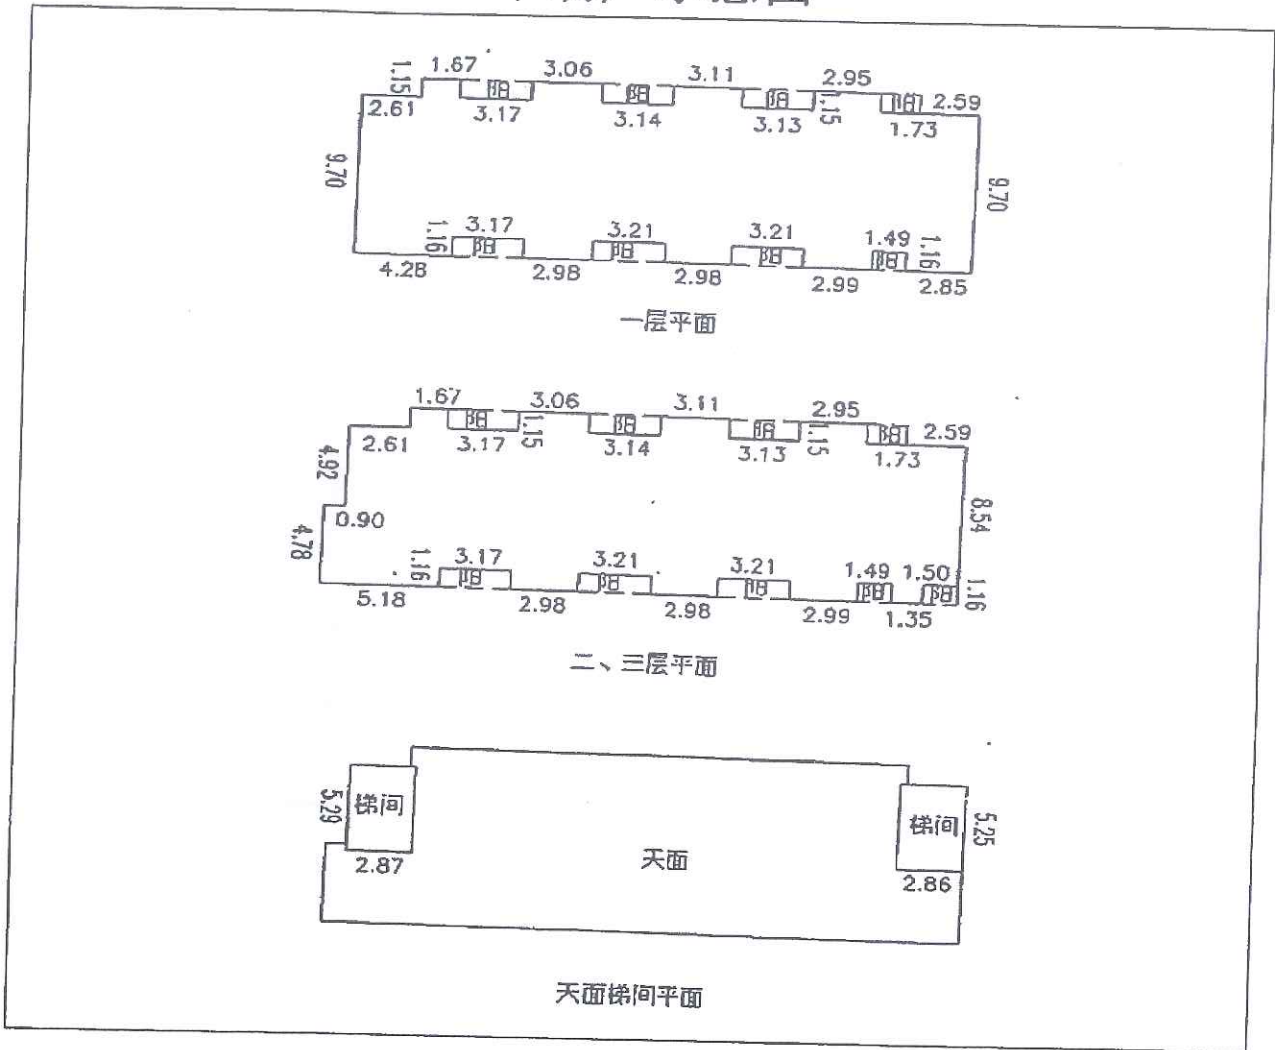 1.67 3.06 3.11 2.95
1.15 阳 阳 阳 1.15 阳 2.59
2.61 3.17 3.14 3.13 1.73
9.70 9.70
1.16 3.17 3.21 3.21 1.49 1.16
阳 阳 阳 阳
4.28 2.98 2.98 2.99 2.85
一层平面
1.67 3.06 3.11 2.95
阳 1.15 阳 阳 1.15 阳 2.59
2.61 3.17 3.14 3.13 1.73
4.92 8.54
0.90
4.78
1.16 3.17 3.21 3.21 1.49 1.50
阳 阳 阳 阳 阳 1.16
5.18 2.98 2.98 2.99 1.35
二、三层平面
5.29 梯间 梯间 5.25
2.87 天面 2.86
天面梯间平面